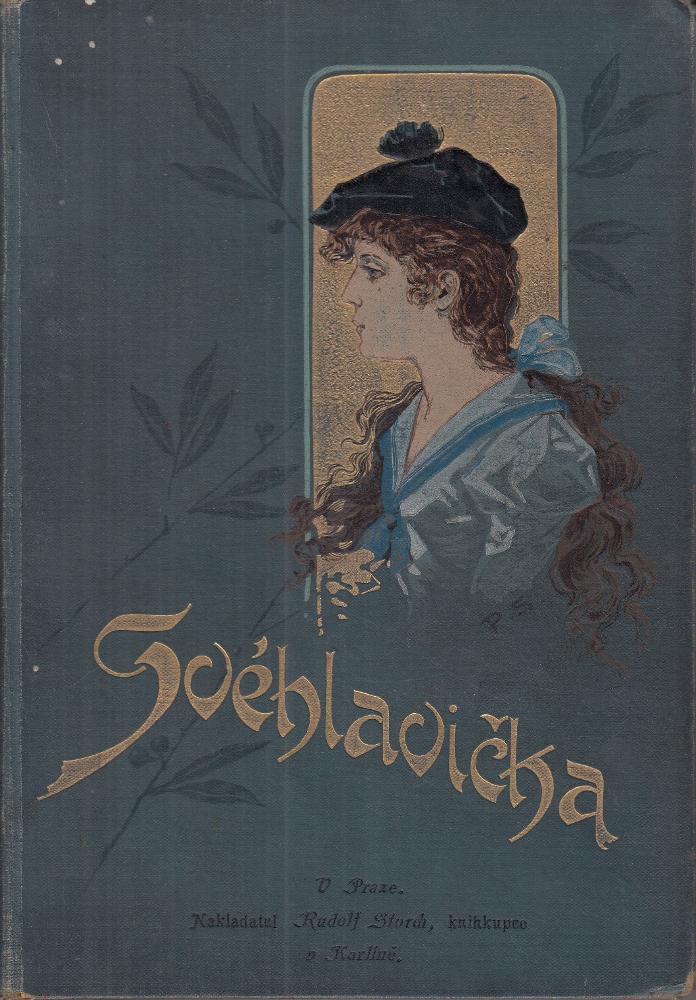 P. S.
Svéhlavička
V Praze.
Nakladatel Rudolf Storch, knihkupec
v Karlíně.